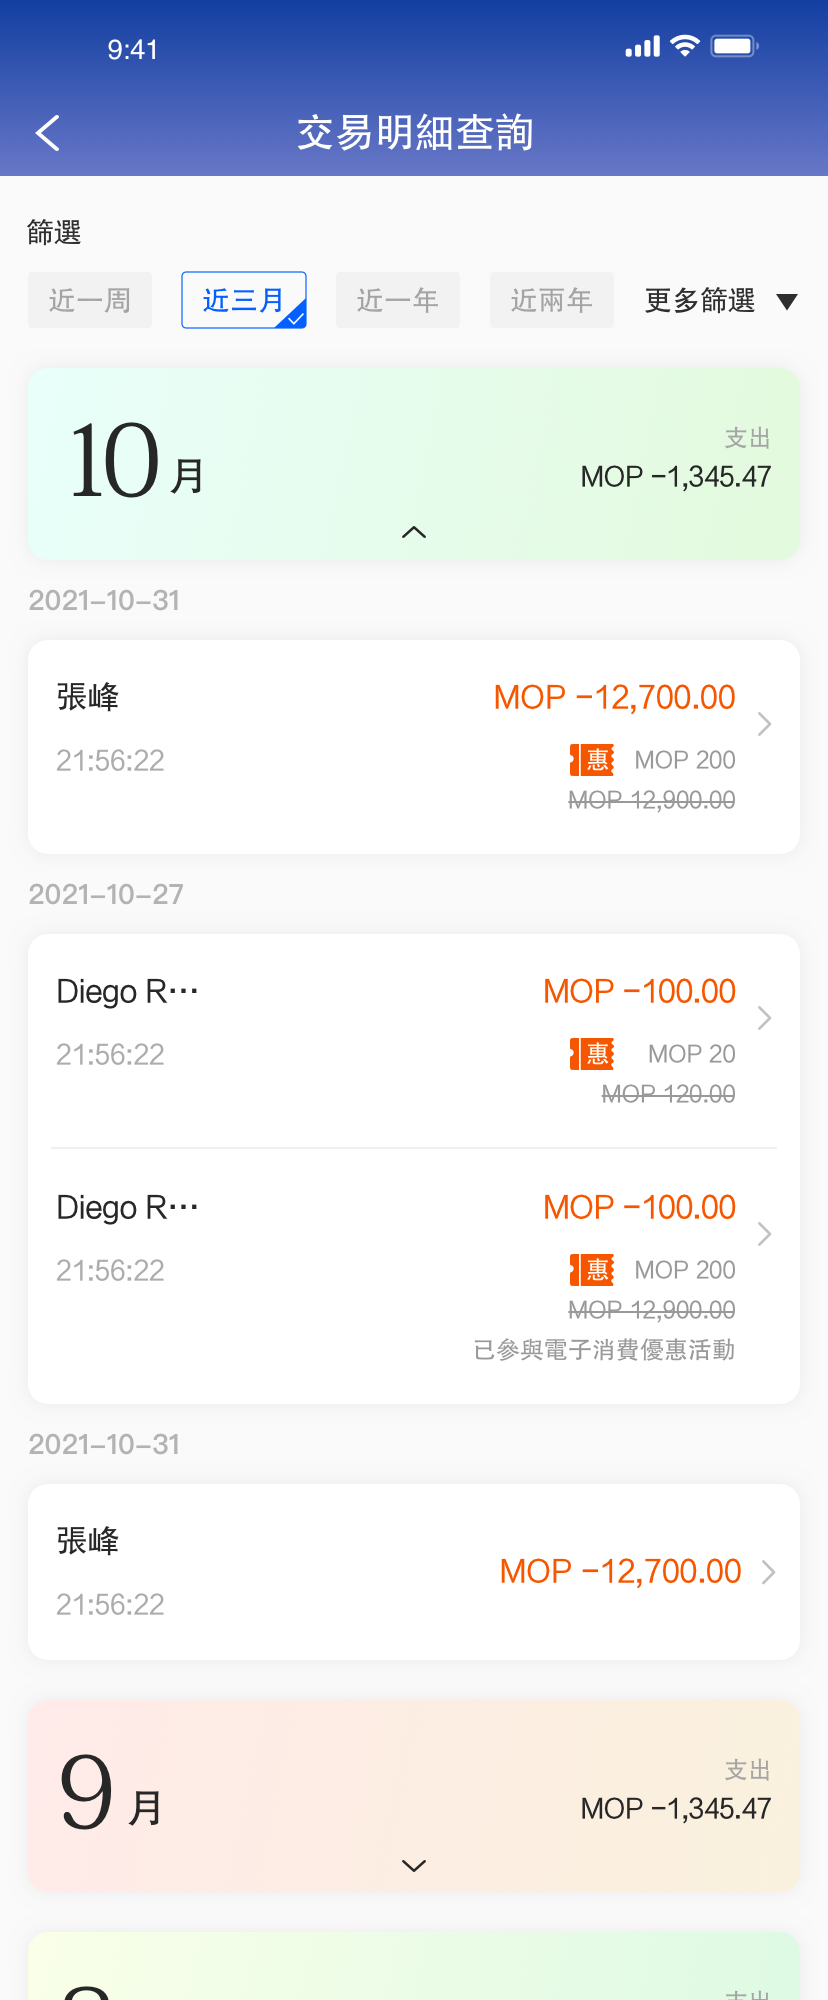 9:41
交易明細查詢
篩選
近一周 近三月 近一年 近兩年 更多篩選
10月
支出
MOP -1,345.47
2021-10-31
張峰
MOP -12,700.00
21:56:22
惠 MOP 200
MOP 12,900.00
2021-10-27
Diego R···
MOP -100.00
21:56:22
惠 MOP 20
MOP 120.00
Diego R···
MOP -100.00
21:56:22
惠 MOP 200
MOP 12,900.00
已參與電子消費優惠活動
2021-10-31
張峰
MOP -12,700.00
21:56:22
9月
支出
MOP -1,345.47